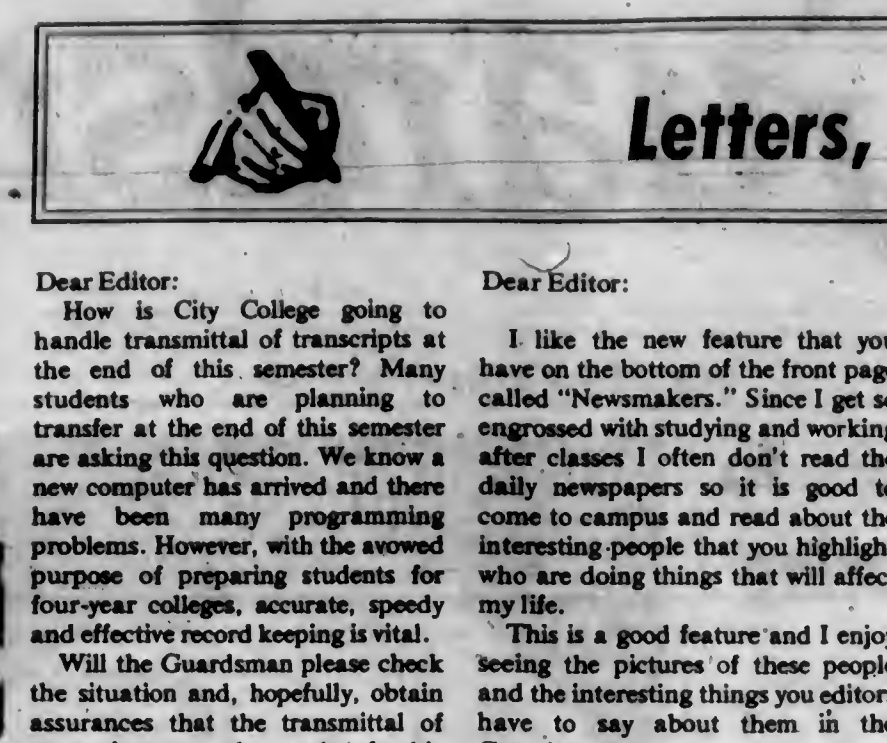 Letters,
Dear Editor:
How is City College going to
handle transmittal of transcripts at
the end of this semester? Many
students who are planning to
transfer at the end of this semester
are asking this question. We know a
new computer has arrived and there
have been many programming
problems. However, with the avowed
purpose of preparing students for
four-year colleges, accurate, speedy
and effective record keeping is vital.
Will the Guardsman please check
the situation and, hopefully, obtain
assurances that the transmittal of
Dear Editor:
I like the new feature that you
have on the bottom of the front pag
called "Newsmakers." Since I get s
engrossed with studying and working
after classes I often don't read the
daily newspapers so it is good t
come to campus and read about the
interesting people that you highligh
who are doing things that will affec
my life.
This is a good feature and I enjo
seeing the pictures of these people
and the interesting things you editor
have to say about them in the